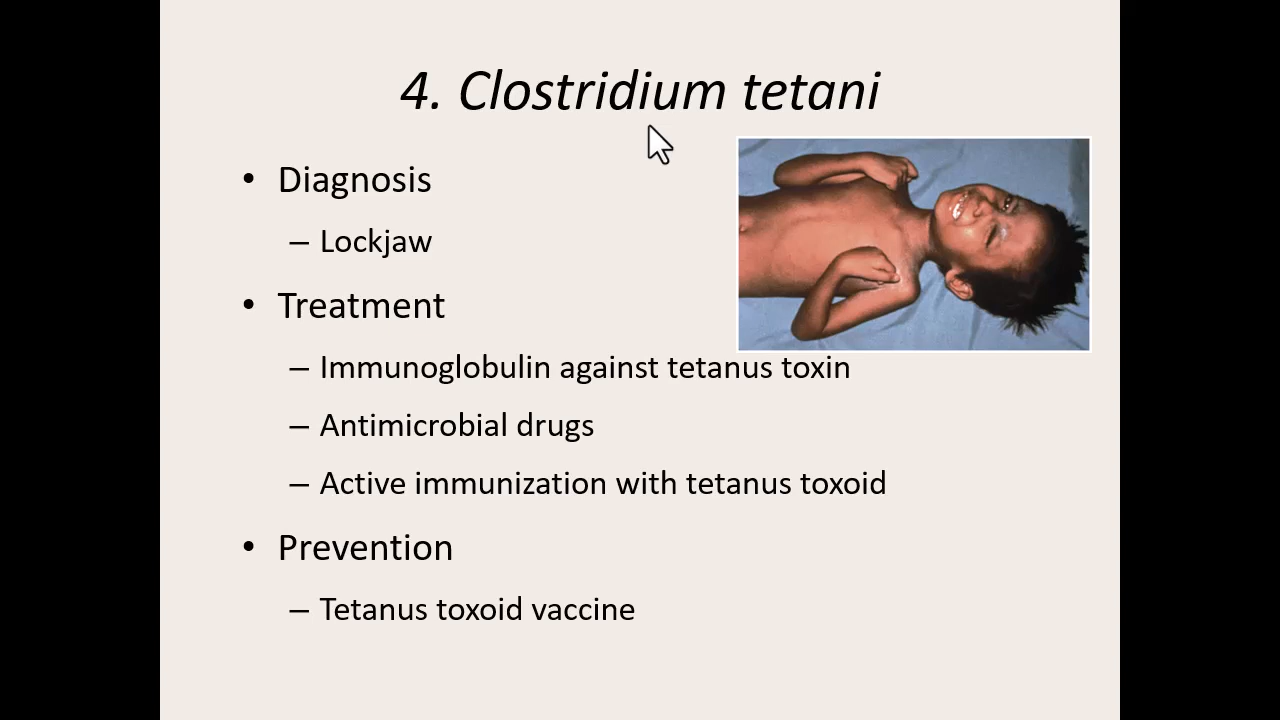 4. Clostridium tetani
• Diagnosis
– Lockjaw
• Treatment
– Immunoglobulin against tetanus toxin
– Antimicrobial drugs
– Active immunization with tetanus toxoid
• Prevention
– Tetanus toxoid vaccine